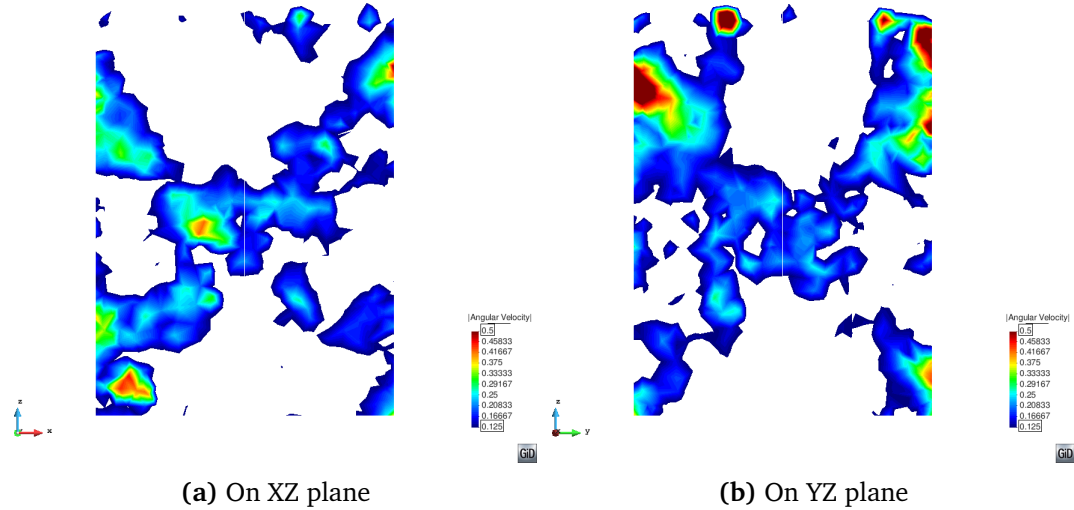 |Angular Velocity|
0.5
0.45833
0.41667
0.375
0.33333
0.29167
0.25
0.20833
0.16667
0.125
z
x
GiD
(a) On XZ plane
|Angular Velocity|
0.5
0.45833
0.41667
0.375
0.33333
0.29167
0.25
0.20833
0.16667
0.125
z
y
GiD
(b) On YZ plane